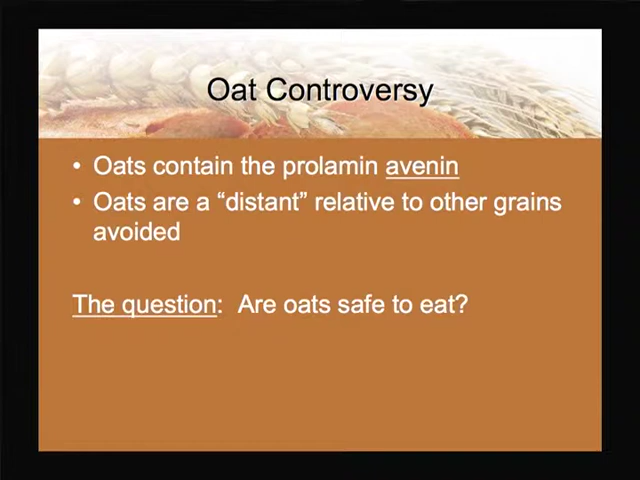 Oat Controversy
• Oats contain the prolamin avenin
• Oats are a “distant” relative to other grains
avoided
The question: Are oats safe to eat?